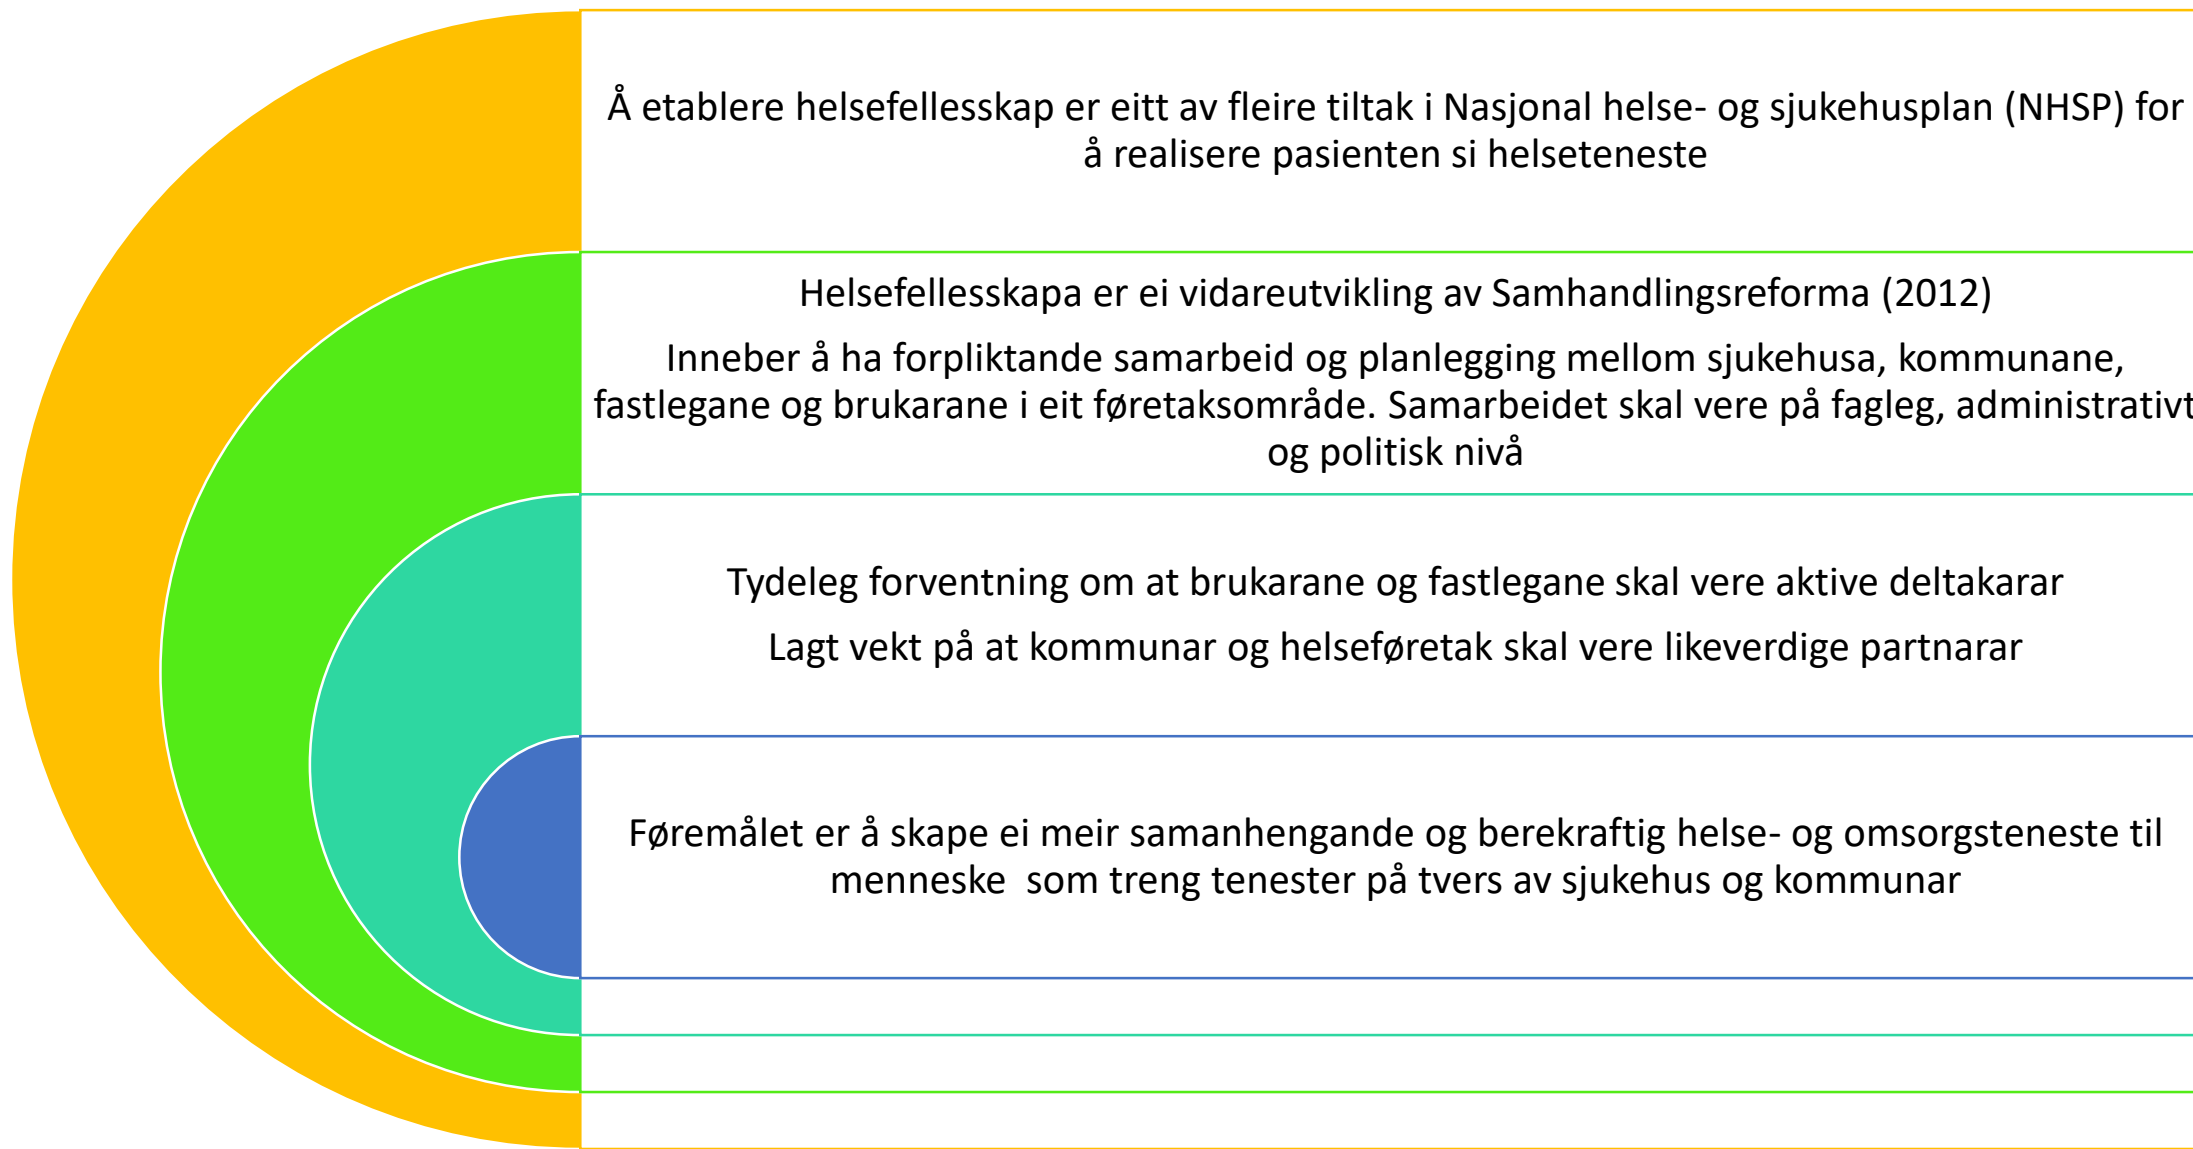 Å etablere helsefellesskap er eitt av fleire tiltak i Nasjonal helse- og sjukehusplan (NHSP) for
å realisere pasienten si helseteneste
Helsefellesskapa er ei vidareutvikling av Samhandlingsreforma (2012)
Inneber å ha forpliktande samarbeid og planlegging mellom sjukehusa, kommunane,
fastlegane og brukarane i eit føretaksområde. Samarbeidet skal vere på fagleg, administrativt
og politisk nivå
Tydeleg forventning om at brukarane og fastlegane skal vere aktive deltakarar
Lagt vekt på at kommunar og helseføretak skal vere likeverdige partnarar
Føremålet er å skape ei meir samanhengande og berekraftig helse- og omsorgsteneste til
menneske  som treng tenester på tvers av sjukehus og kommunar